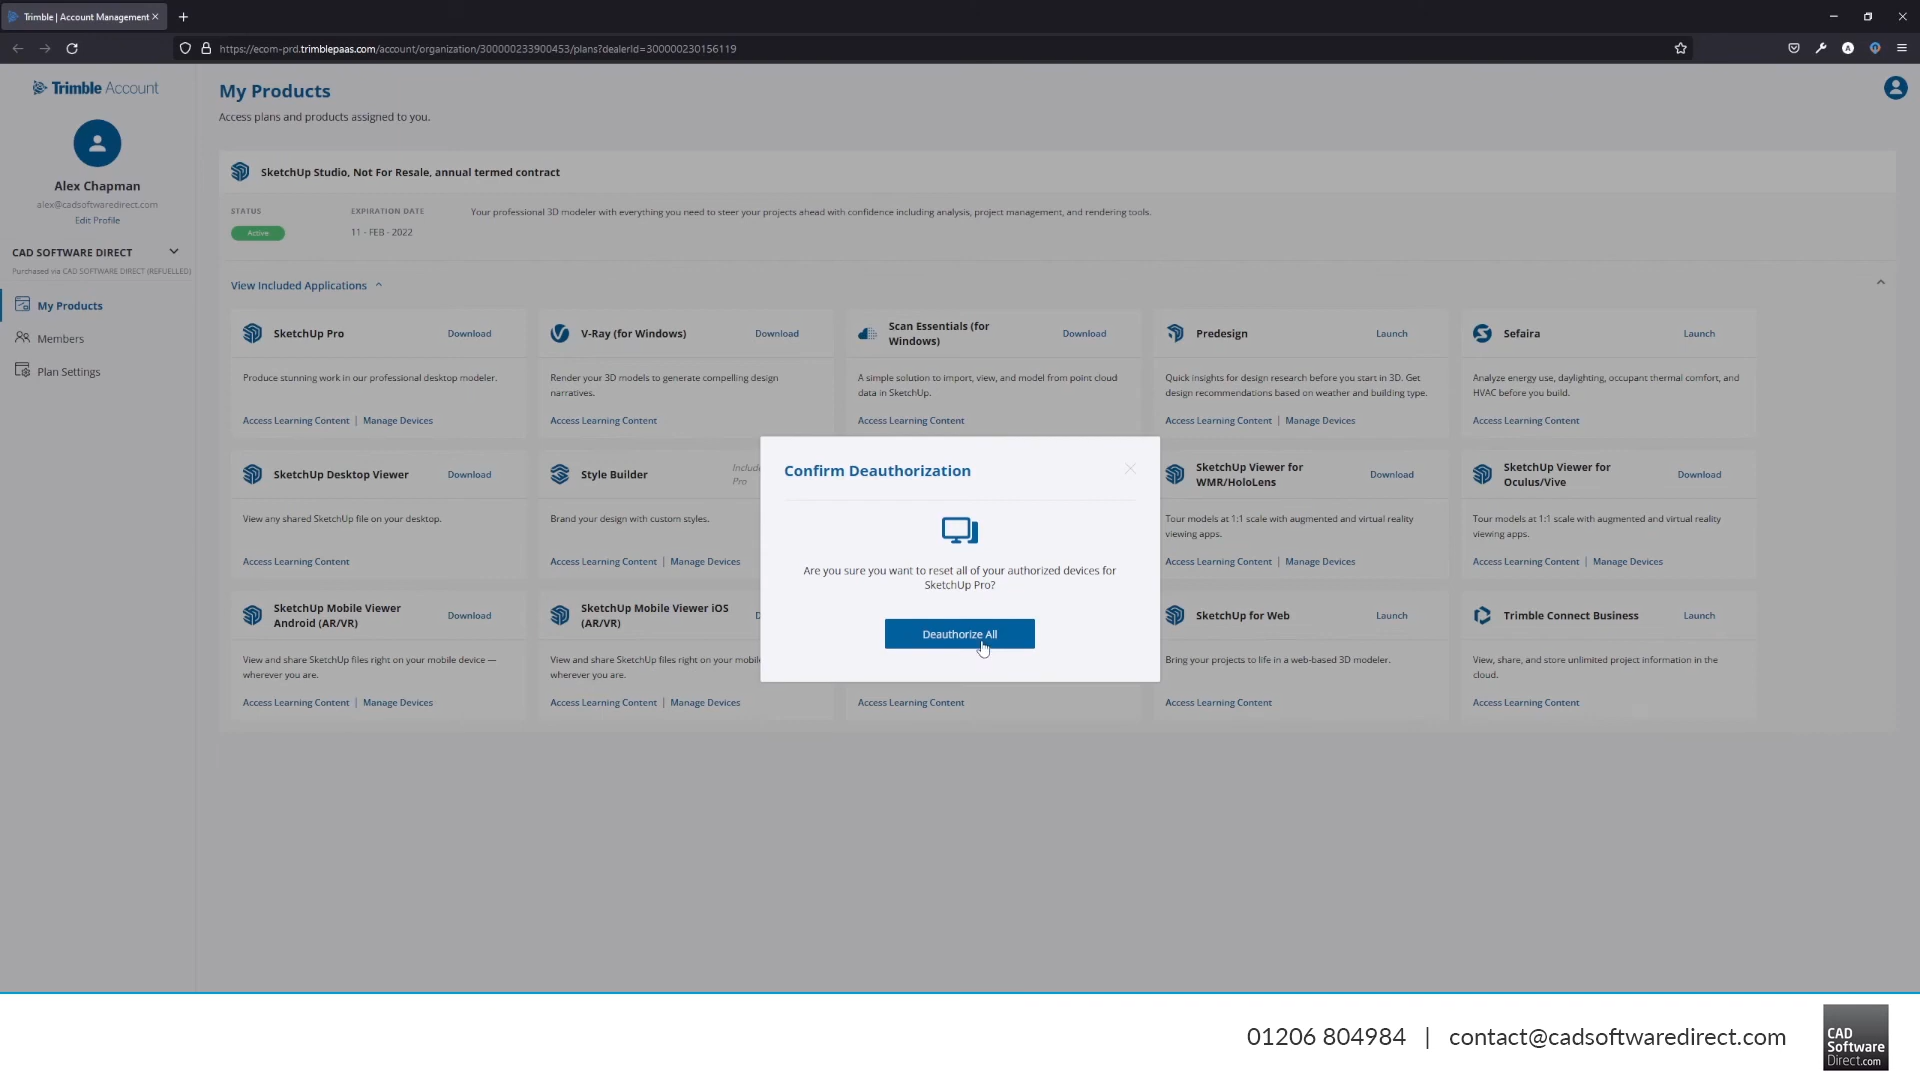 Trimble | Account Management
https://ecom-prd.trimblepaas.com/account/organization/300000233900453/plans?dealerId=300000230156119
Trimble Account
Alex Chapman
alex@cadsoftwaredirect.com
Edit Profile
CAD SOFTWARE DIRECT
Purchased via CAD SOFTWARE DIRECT (REFUELLED)
My Products
Members
Plan Settings
My Products
Access plans and products assigned to you.
SketchUp Studio, Not For Resale, annual termed contract
STATUS
Active
EXPIRATION DATE
11 - FEB - 2022
Your professional 3D modeler with everything you need to steer your projects ahead with confidence including analysis, project management, and rendering tools.
View Included Applications
SketchUp Pro
Download
Produce stunning work in our professional desktop modeler.
Access Learning Content | Manage Devices
V-Ray (for Windows)
Download
Render your 3D models to generate compelling design
narratives.
Access Learning Content
Scan Essentials (for
Windows)
Download
A simple solution to import, view, and model from point cloud
data in SketchUp.
Access Learning Content
Predesign
Launch
Quick insights for design research before you start in 3D. Get
design recommendations based on weather and building type.
Access Learning Content | Manage Devices
Sefaira
Launch
Analyze energy use, daylighting, occupant thermal comfort, and
HVAC before you build.
Access Learning Content
SketchUp Desktop Viewer
Download
View any shared SketchUp file on your desktop.
Access Learning Content
Style Builder
Pro
Brand your design with custom styles.
Access Learning Content | Manage Devices
Confirm Deauthorization
Are you sure you want to reset all of your authorized devices for
SketchUp Pro?
Deauthorize All
SketchUp Viewer for
WMR/HoloLens
Download
Tour models at 1:1 scale with augmented and virtual reality
viewing apps.
Access Learning Content | Manage Devices
SketchUp Viewer for
Oculus/Vive
Download
Tour models at 1:1 scale with augmented and virtual reality
viewing apps.
Access Learning Content | Manage Devices
SketchUp Mobile Viewer
Android (AR/VR)
Download
View and share SketchUp files right on your mobile device —
wherever you are.
Access Learning Content | Manage Devices
SketchUp Mobile Viewer iOS
(AR/VR)
View and share SketchUp files right on your mobile
wherever you are.
Access Learning Content | Manage Devices
Access Learning Content
SketchUp for Web
Launch
Bring your projects to life in a web-based 3D modeler.
Access Learning Content
Trimble Connect Business
Launch
View, share, and store unlimited project information in the
cloud.
Access Learning Content
01206 804984 | contact@cadsoftwaredirect.com
CAD
Software
Direct.com